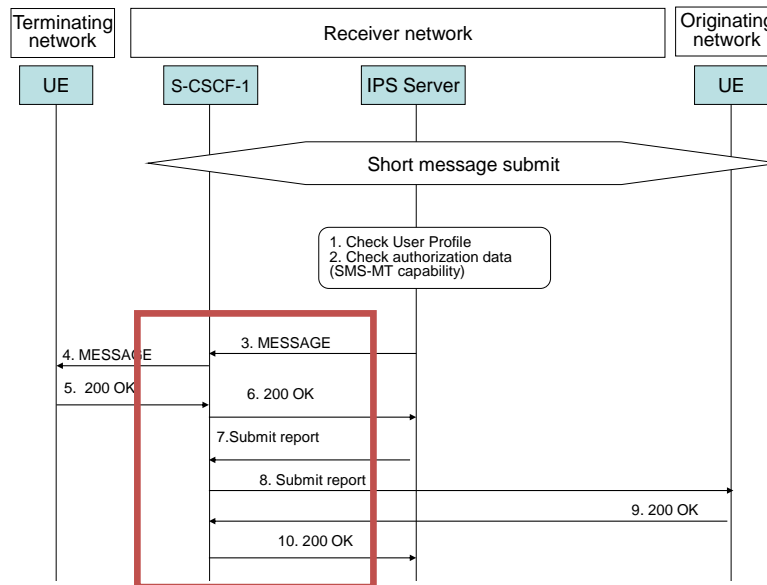 Terminating
network
Receiver network
Originating
network
UE
S-CSCF-1
IPS Server
UE
Short message submit
1. Check User Profile
2. Check authorization data
(SMS-MT capability)
3. MESSAGE
4. MESSAGE
5. 200 OK
6. 200 OK
7.Submit report
8. Submit report
9. 200 OK
10. 200 OK